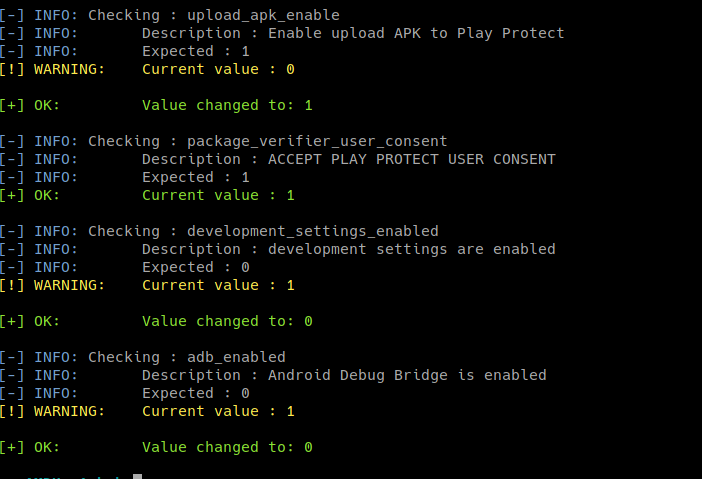 [-] INFO: Checking : upload_apk_enable
[-] INFO: Description : Enable upload APK to Play Protect
[-] INFO: Expected : 1
[!] WARNING: Current value : 0
[+] OK: Value changed to: 1
[-] INFO: Checking : package_verifier_user_consent
[-] INFO: Description : ACCEPT PLAY PROTECT USER CONSENT
[-] INFO: Expected : 1
[+] OK: Current value : 1
[-] INFO: Checking : development_settings_enabled
[-] INFO: Description : development settings are enabled
[-] INFO: Expected : 0
[!] WARNING: Current value : 1
[+] OK: Value changed to: 0
[-] INFO: Checking : adb_enabled
[-] INFO: Description : Android Debug Bridge is enabled
[-] INFO: Expected : 0
[!] WARNING: Current value : 1
[+] OK: Value changed to: 0